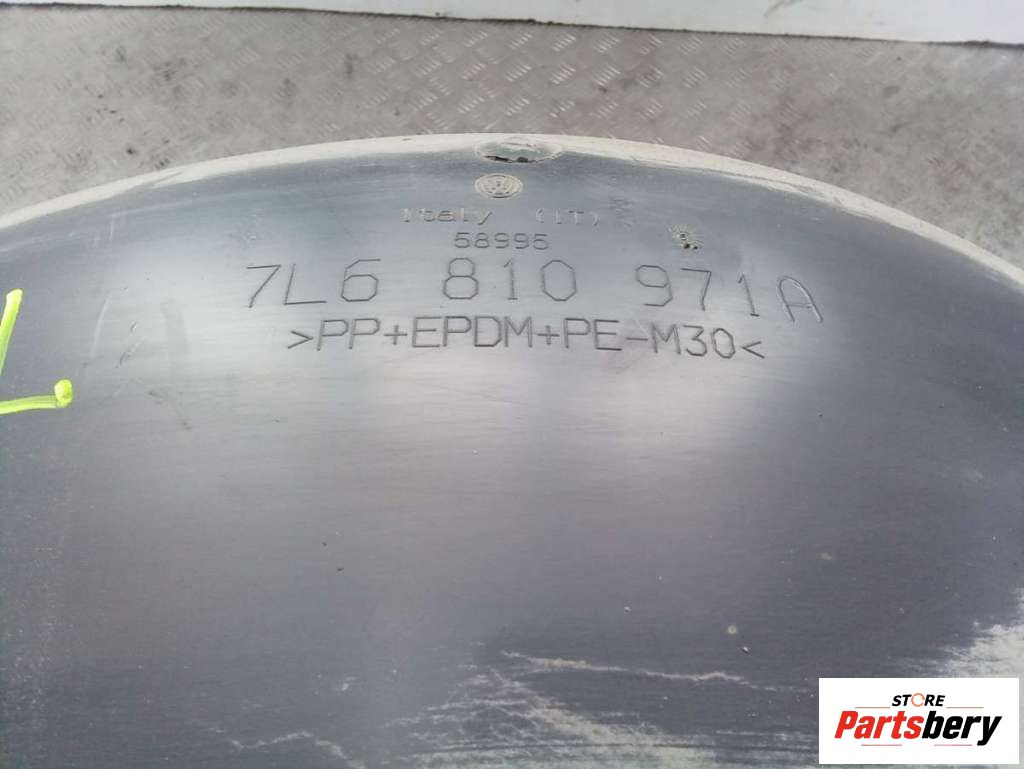 Italy (IT)
58995
7L6 810 971A
>PP+EPDM+PE-M30<
STORE
Partsbery